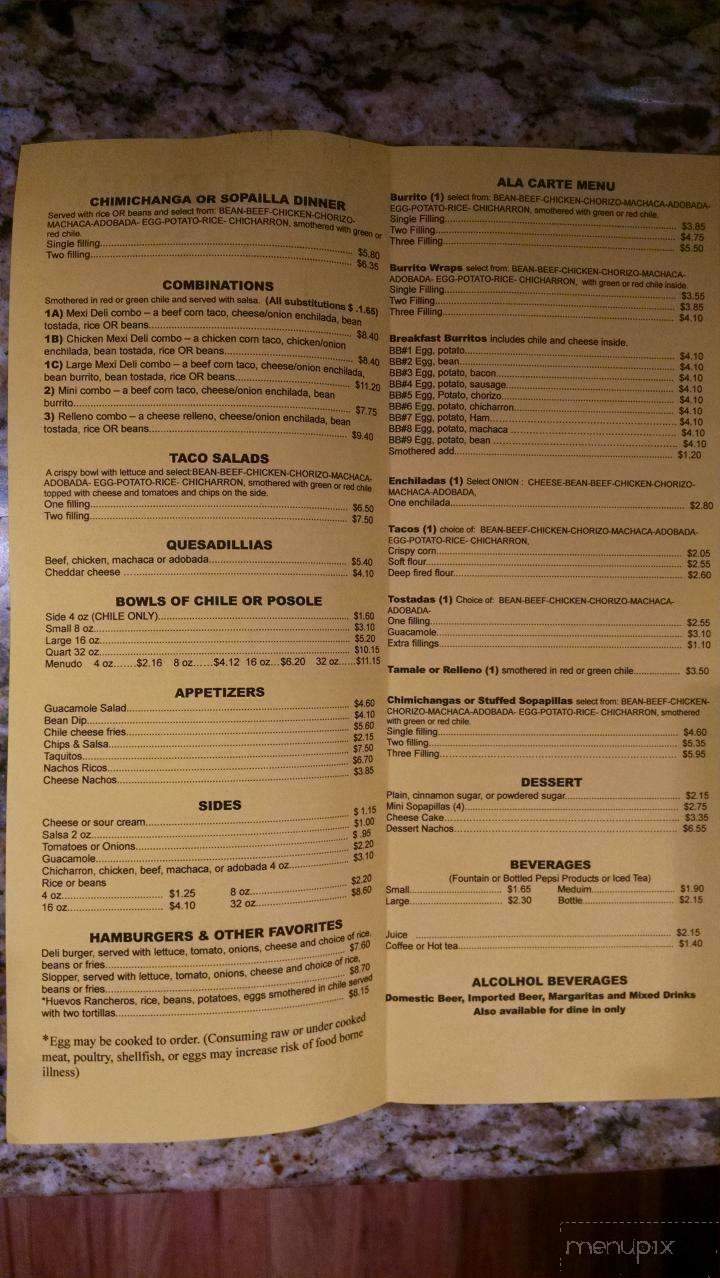 CHIMICHANGA OR SOPAILLA DINNER
Served with rice OR beans and select from: BEAN-BEEF-CHICKEN-CHORIZO-
MACHACA-ADOBADA- EGG-POTATO-RICE- CHICHARRON, smothered with green or
red chile.
Single filling $5.80
Two filling $6.35
COMBINATIONS
Smothered in red or green chile and served with salsa. (All substitutions $ .1.65)
1A) Mexi Deli combo – a beef corn taco, cheese/onion enchilada, bean
tostada, rice OR beans $8.40
1B) Chicken Mexi Deli combo – a chicken corn taco, chicken/onion
enchilada, bean tostada, rice OR beans $8.40
1C) Large Mexi Deli combo – a beef corn taco, cheese/onion enchilada,
bean burrito, bean tostada, rice OR beans $11.20
2) Mini combo – a beef corn taco, cheese/onion enchilada, bean
burrito $7.75
3) Relleno combo – a cheese relleno, cheese/onion enchilada, bean
tostada, rice OR beans $9.40
TACO SALADS
A crispy bowl with lettuce and select:BEAN-BEEF-CHICKEN-CHORIZO-MACHACA-
ADOBADA- EGG-POTATO-RICE- CHICHARRON, smothered with green or red chile
topped with cheese and tomatoes and chips on the side.
One filling $6.50
Two filling $7.50
QUESADILLIAS
Beef, chicken, machaca or adobada $5.40
Cheddar cheese $4.10
BOWLS OF CHILE OR POSOLE
Side 4 oz (CHILE ONLY) $1.60
Small 8 oz $3.10
Large 16 oz $5.20
Quart 32 oz $10.15
Menudo 4 oz $2.16 8 oz $4.12 16 oz $6.20 32 oz $11.15
APPETIZERS
Guacamole Salad $4.60
Bean Dip $4.10
Chile cheese fries $5.60
Chips & Salsa $2.15
Taquitos $7.50
Nachos Ricos $6.70
Cheese Nachos $3.85
SIDES
Cheese or sour cream $ 1.15
Salsa 2 oz $1.00
Tomatoes or Onions $ .95
Guacamole $2.20
Chicharron, chicken, beef, machaca, or adobada 4 oz $3.10
Rice or beans
4 oz $1.25 8 oz $2.20
16 oz $4.10 32 oz $8.60
HAMBURGERS & OTHER FAVORITES
Deli burger, served with lettuce, tomato, onions, cheese and choice of rice,
beans or fries $7.60
Slopper, served with lettuce, tomato, onions, cheese and choice of rice,
beans or fries $8.70
*Huevos Rancheros, rice, beans, potatoes, eggs smothered in chile served
with two tortillas $8.15
*Egg may be cooked to order. (Consuming raw or under cooked
meat, poultry, shellfish, or eggs may increase risk of food borne
illness)
ALA CARTE MENU
Burrito (1) select from: BEAN-BEEF-CHICKEN-CHORIZO-MACHACA-ADOBADA-
EGG-POTATO-RICE- CHICHARRON, smothered with green or red chile.
Single Filling $3.85
Two Filling $4.75
Three Filling $5.50
Burrito Wraps select from: BEAN-BEEF-CHICKEN-CHORIZO-MACHACA-
ADOBADA- EGG-POTATO-RICE- CHICHARRON, with green or red chile inside.
Single Filling $3.55
Two Filling $3.85
Three Filling $4.10
Breakfast Burritos includes chile and cheese inside.
BB#1 Egg, potato $4.10
BB#2 Egg, bean $4.10
BB#3 Egg, potato, bacon $4.10
BB#4 Egg, potato, sausage $4.10
BB#5 Egg, Potato, chorizo $4.10
BB#6 Egg, potato, chicharron $4.10
BB#7 Egg, potato, Ham $4.10
BB#8 Egg, potato, machaca $4.10
BB#9 Egg, potato, bean $4.10
Smothered add $1.20
Enchiladas (1) Select ONION : CHEESE-BEAN-BEEF-CHICKEN-CHORIZO-
MACHACA-ADOBADA,
One enchilada $2.80
Tacos (1) choice of: BEAN-BEEF-CHICKEN-CHORIZO-MACHACA-ADOBADA-
EGG-POTATO-RICE- CHICHARRON,
Crispy corn $2.05
Soft flour $2.55
Deep fired flour $2.60
Tostadas (1) Choice of: BEAN-BEEF-CHICKEN-CHORIZO-MACHACA-
ADOBADA-
One filling $2.55
Guacamole $3.10
Extra fillings $1.10
Tamale or Relleno (1) smothered in red or green chile $3.50
Chimichangas or Stuffed Sopapillas select from: BEAN-BEEF-CHICKEN-
CHORIZO-MACHACA-ADOBADA- EGG-POTATO-RICE- CHICHARRON, smothered
with green or red chile.
Single filling $4.60
Two filling $5.35
Three Filling $5.95
DESSERT
Plain, cinnamon sugar, or powdered sugar $2.15
Mini Sopapillas (4) $2.75
Cheese Cake $3.35
Dessert Nachos $6.55
BEVERAGES
(Fountain or Bottled Pepsi Products or Iced Tea)
Small $1.65 Meduim $1.90
Large $2.30 Bottle $2.15
Juice $2.15
Coffee or Hot tea $1.40
ALCOLHOL BEVERAGES
Domestic Beer, Imported Beer, Margaritas and Mixed Drinks
Also available for dine in only
menupix